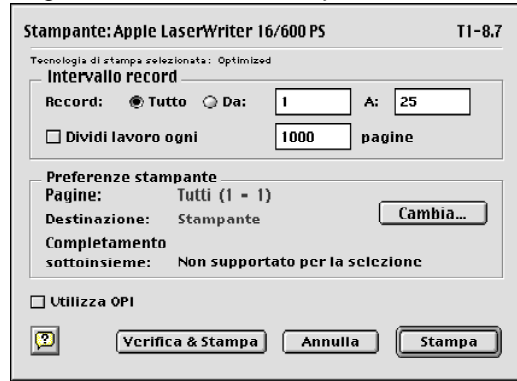 Stampante: Apple LaserWriter 16/600 PS T1-8.7
Tecnologia di stampa selezionata: Optimized
Intervallo record
Record: Tutto Da: 1 A: 25
Dividi lavoro ogni 1000 pagine
Preferenze stampante
Pagine: Tutti (1 - 1)
Destinazione: Stampante Cambia...
Completamento
sottoinsieme: Non supportato per la selezione
Utilizza OPI
? Verifica & Stampa Annulla Stampa